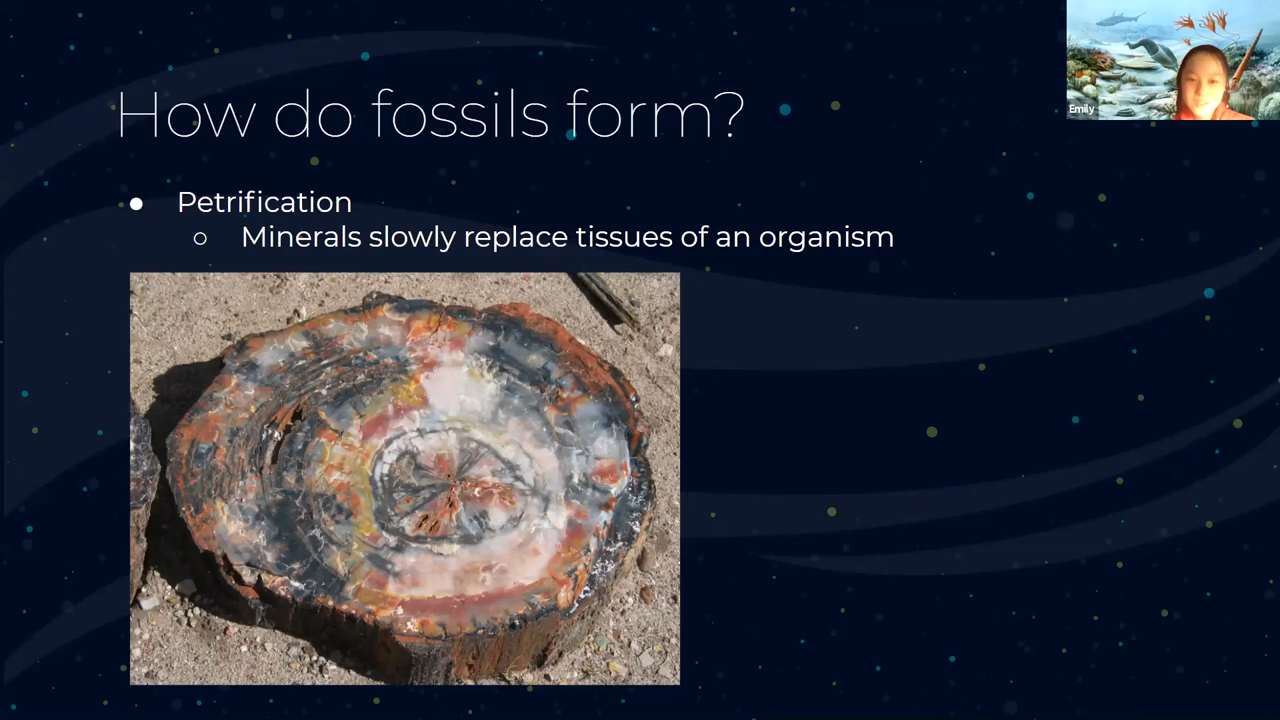 How do fossils form?
● Petrification
○ Minerals slowly replace tissues of an organism
Emily